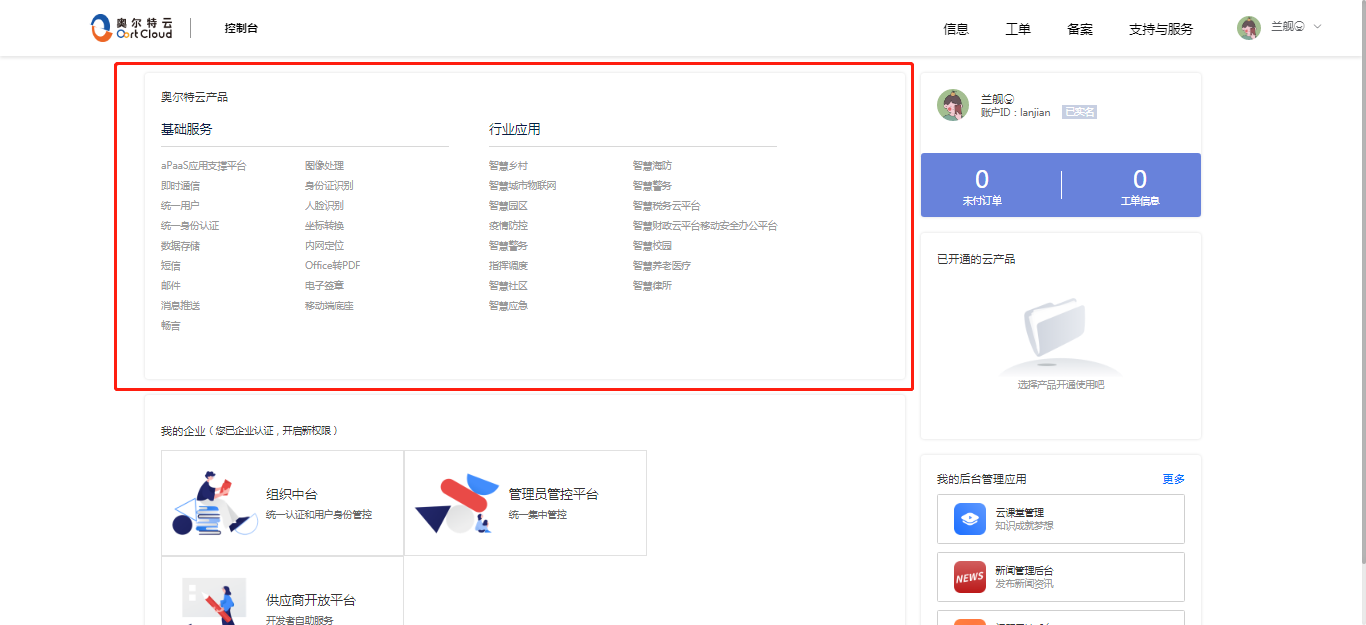 奥尔特云
OortCloud
控制台
信息
工单
备案
支持与服务
兰舰
奥尔特云产品
基础服务
行业应用
aPaaS应用支撑平台
图像处理
智慧乡村
智慧海防
即时通信
身份证识别
智慧城市物联网
智慧警务
统一用户
人脸识别
智慧园区
智慧税务云平台
统一身份认证
坐标转换
疫情防控
智慧财政云平台移动安全办公平台
数据存储
内网定位
智慧警务
智慧校园
短信
Office转PDF
指挥调度
智慧养老医疗
邮件
电子签章
智慧社区
智慧律所
消息推送
移动端底座
智慧应急
畅言
兰舰
账户ID：lanjian
已实名
0
未付订单
0
工单信息
已开通的云产品
选择产品开通使用吧
我的企业（您已企业认证，开启新权限）
组织中台
统一认证和用户身份管控
管理员管控平台
统一集中管控
供应商开放平台
开发者自助服务
我的后台管理应用
更多
云课堂管理
知识成就梦想
NEWS
新闻管理后台
发布新闻资讯